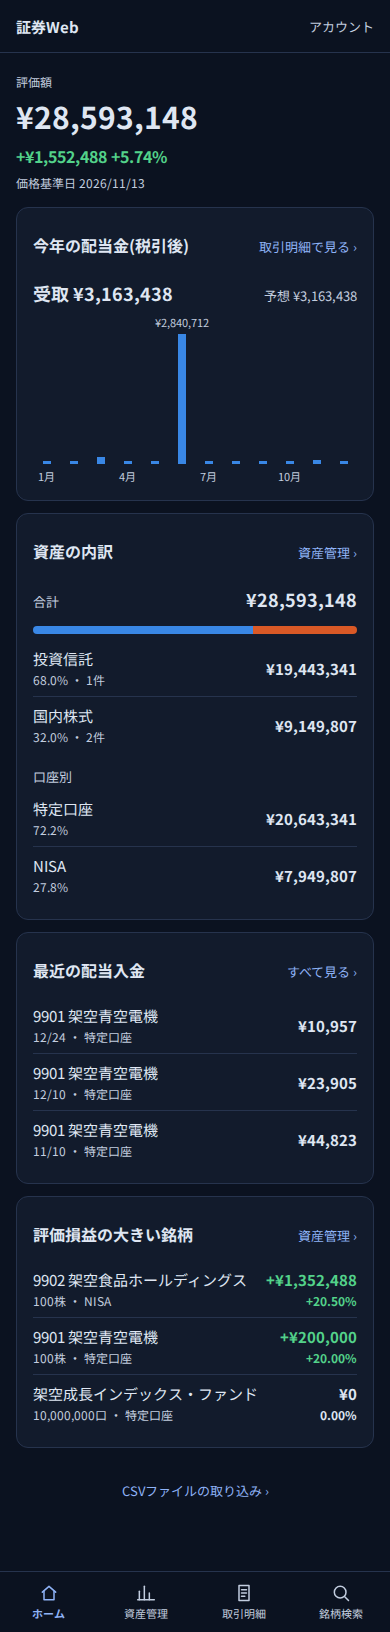 証券Web アカウント
評価額
¥28,593,148
+¥1,552,488 +5.74%
価格基準日 2026/11/13
今年の配当金(税引後) 取引明細で見る ›
受取 ¥3,163,438 予想 ¥3,163,438
¥2,840,712
1月 4月 7月 10月
資産の内訳 資産管理 ›
合計 ¥28,593,148
投資信託 ¥19,443,341
68.0% ・ 1件
国内株式 ¥9,149,807
32.0% ・ 2件
口座別
特定口座 ¥20,643,341
72.2%
NISA ¥7,949,807
27.8%
最近の配当入金 すべて見る ›
9901 架空青空電機 ¥10,957
12/24 ・ 特定口座
9901 架空青空電機 ¥23,905
12/10 ・ 特定口座
9901 架空青空電機 ¥44,823
11/10 ・ 特定口座
評価損益の大きい銘柄 資産管理 ›
9902 架空食品ホールディングス +¥1,352,488
100株 ・ NISA +20.50%
9901 架空青空電機 +¥200,000
100株 ・ 特定口座 +20.00%
架空成長インデックス・ファンド ¥0
10,000,000口 ・ 特定口座 0.00%
CSVファイルの取り込み ›
ホーム 資産管理 取引明細 銘柄検索